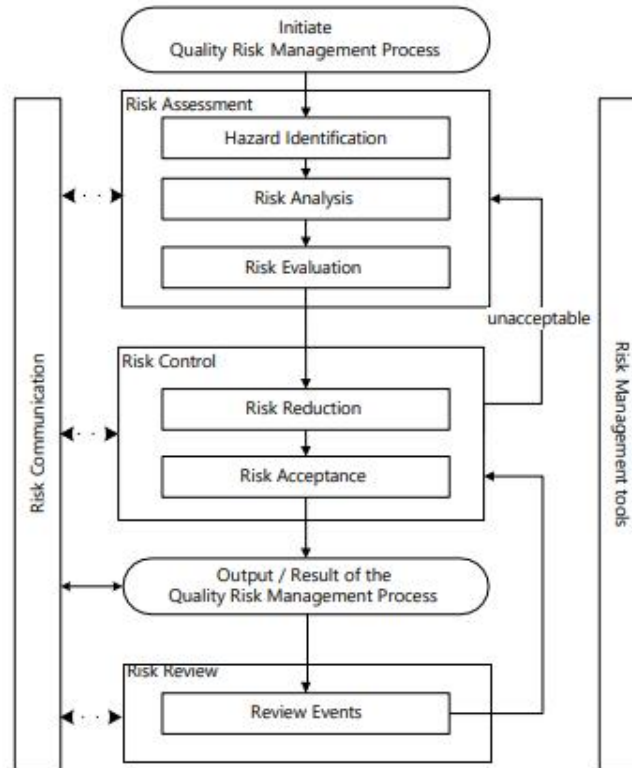 Initiate
Quality Risk Management Process
Risk Assessment
Hazard Identification
Risk Analysis
Risk Evaluation
unacceptable
Risk Control
Risk Reduction
Risk Acceptance
Output / Result of the
Quality Risk Management Process
Risk Review
Review Events
Risk Communication
Risk Management tools